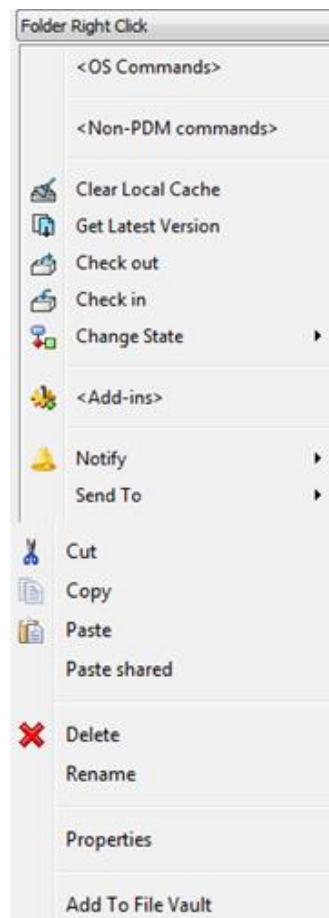 Folder Right Click
<OS Commands>
<Non-PDM commands>
Clear Local Cache
Get Latest Version
Check out
Check in
Change State
<Add-ins>
Notify
Send To
Cut
Copy
Paste
Paste shared
Delete
Rename
Properties
Add To File Vault